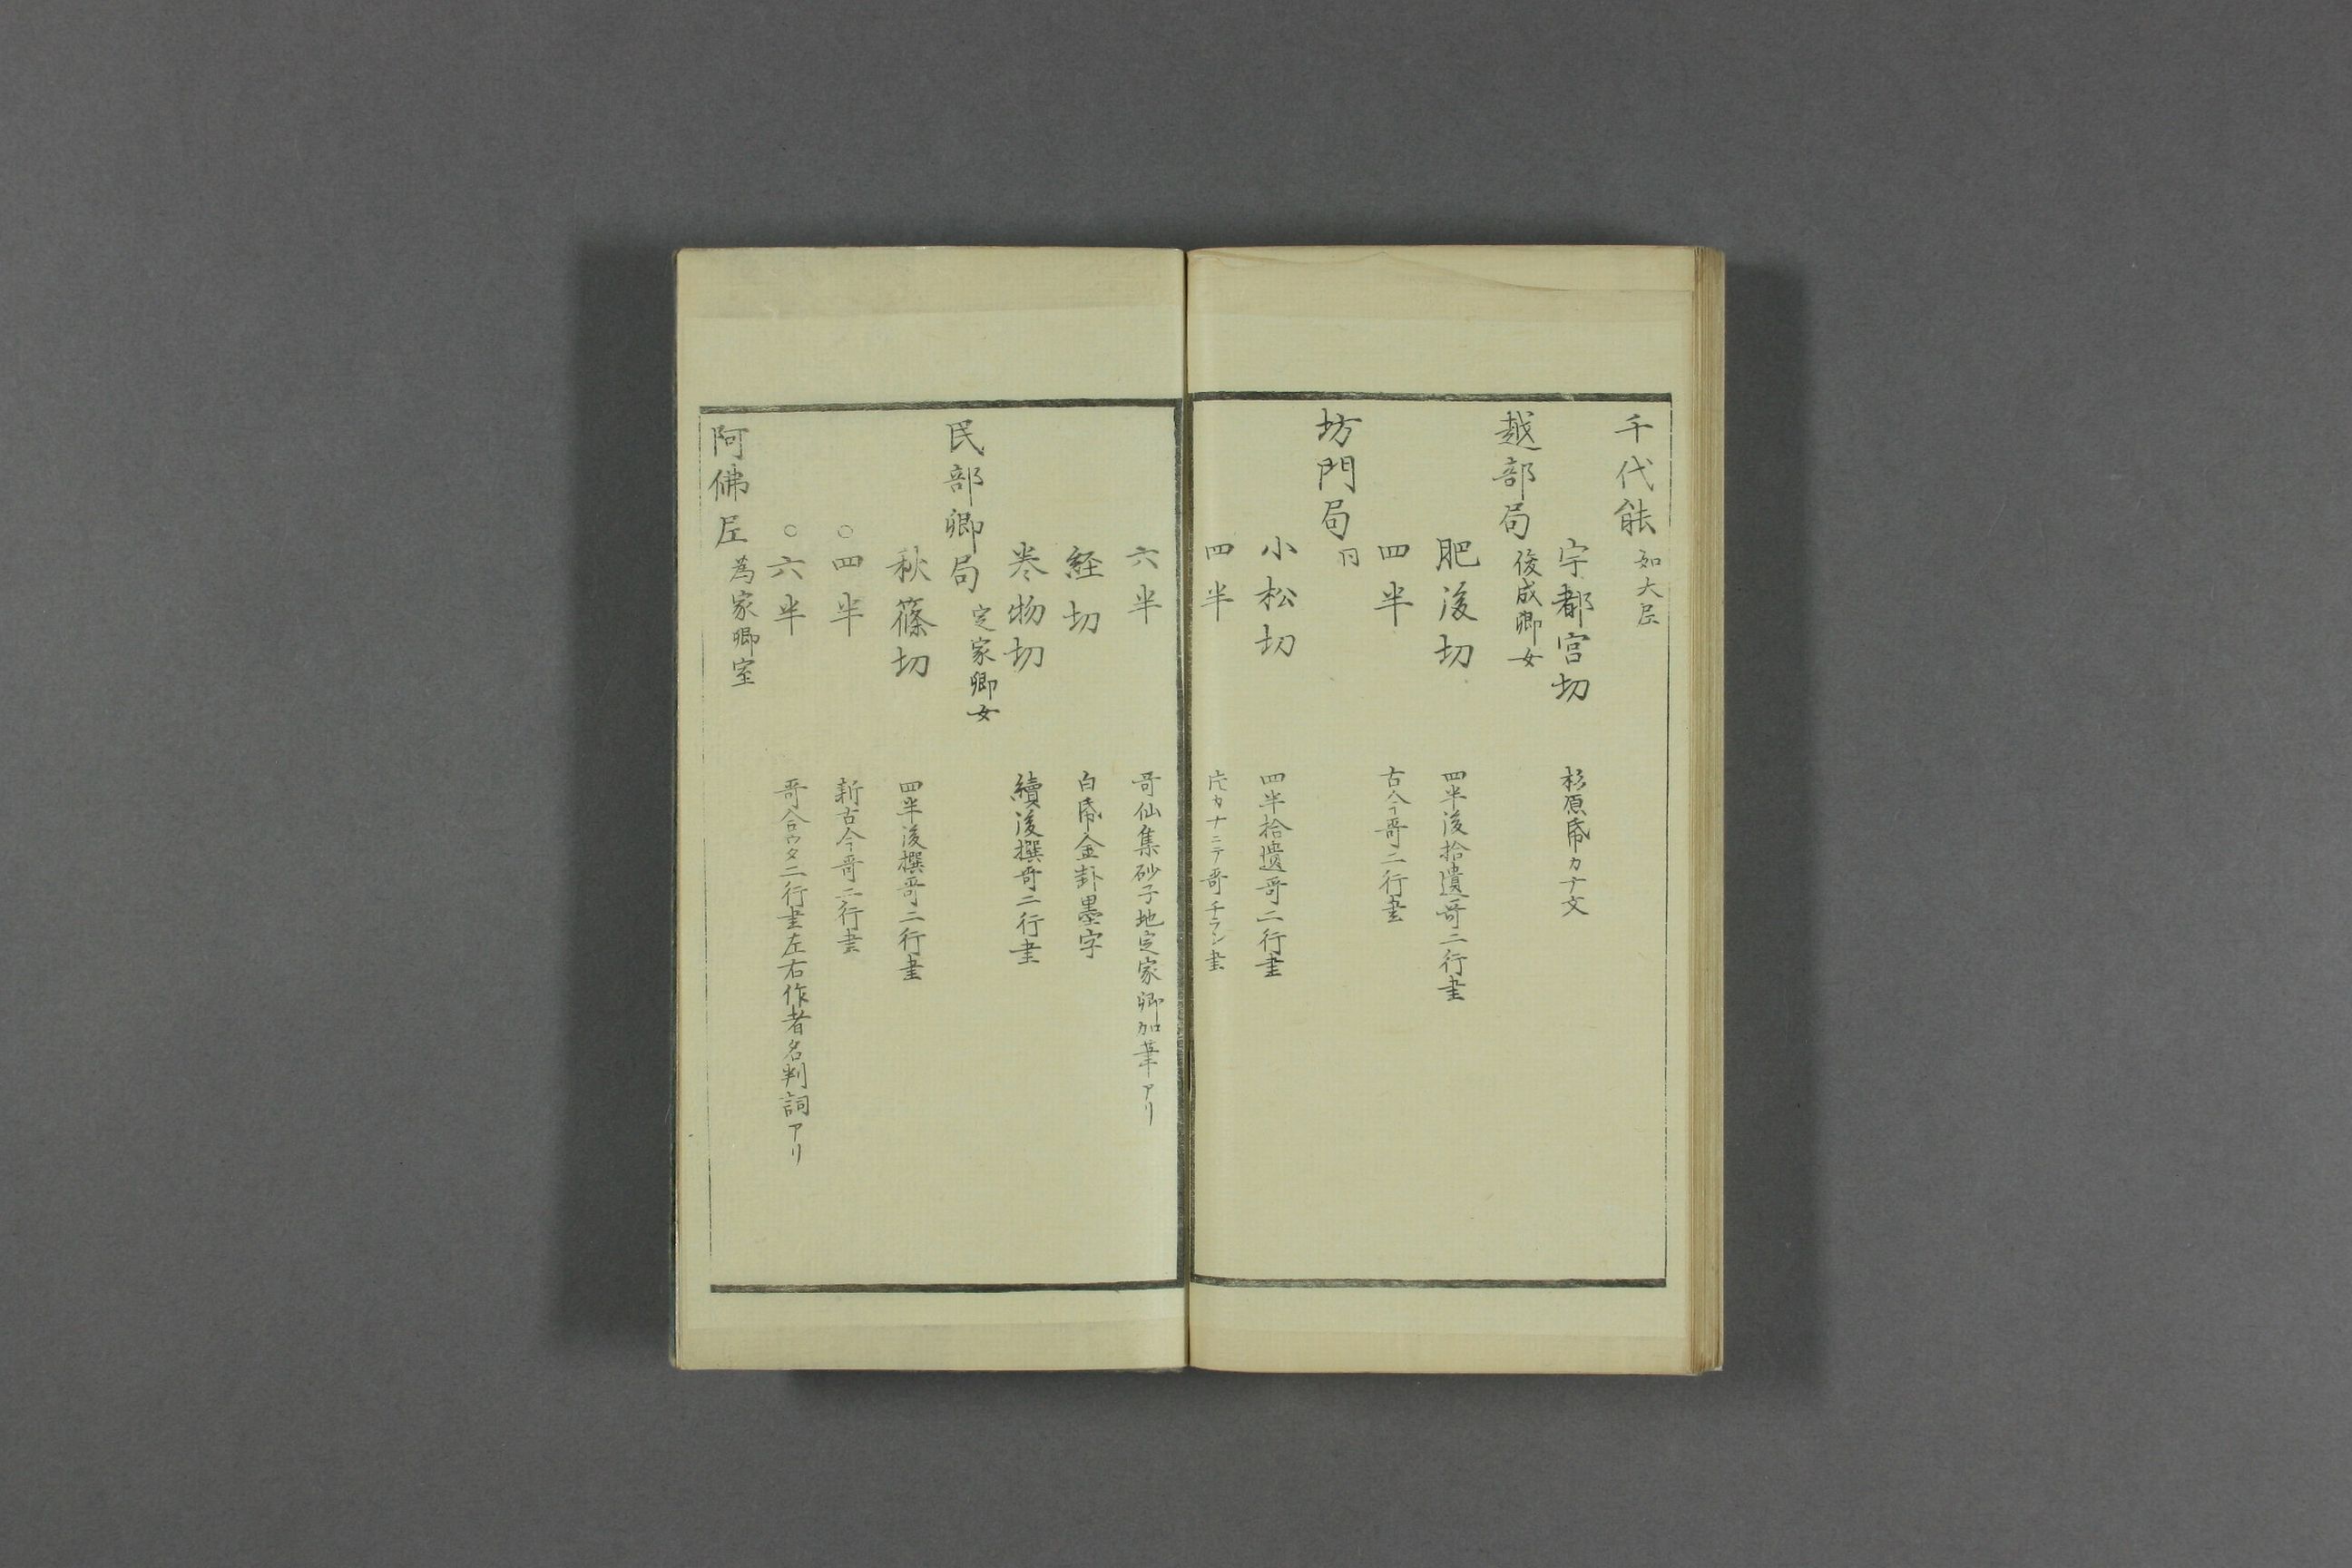 千代能 如大尼
宇都宮切 杉原帋カナ文
越部局 俊成卿女
肥後切 四半後拾遺哥二行書
四半 古今哥二行書
坊門局 同
小松切 四半拾遺哥二行書
四半 片カナニテ哥チラシ書
六半 哥仙集砂子地定家卿加筆アリ
経切 白帋金卦墨字
巻物切 續後撰哥二行書
民部卿局 定家卿女
秋篠切 四半後撰哥二行書
○四半 新古今哥二行書
○六半 哥合ウタ二行書左右作者名判詞アリ
阿佛尼 為家卿室